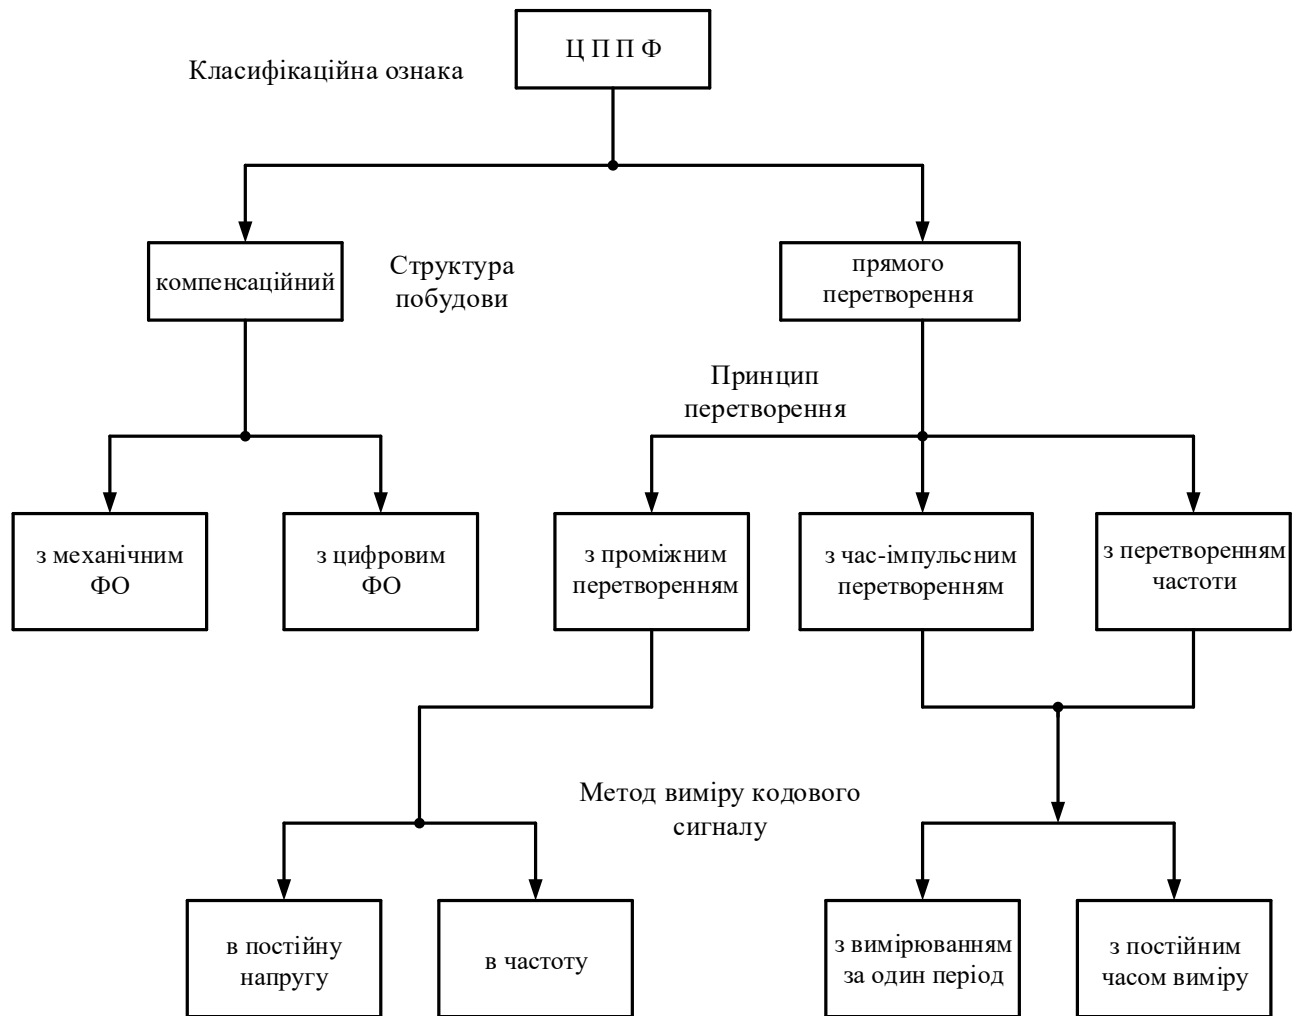 Ц П П Ф
Класифікаційна ознака
компенсаційний
Структура
побудови
прямого
перетворення
Принцип
перетворення
з механічним
ФО
з цифровим
ФО
з проміжним
перетворенням
з час-імпульсним
перетворенням
з перетворенням
частоти
Метод виміру кодового
сигналу
в постійну
напругу
в частоту
з вимірюванням
за один період
з постійним
часом виміру